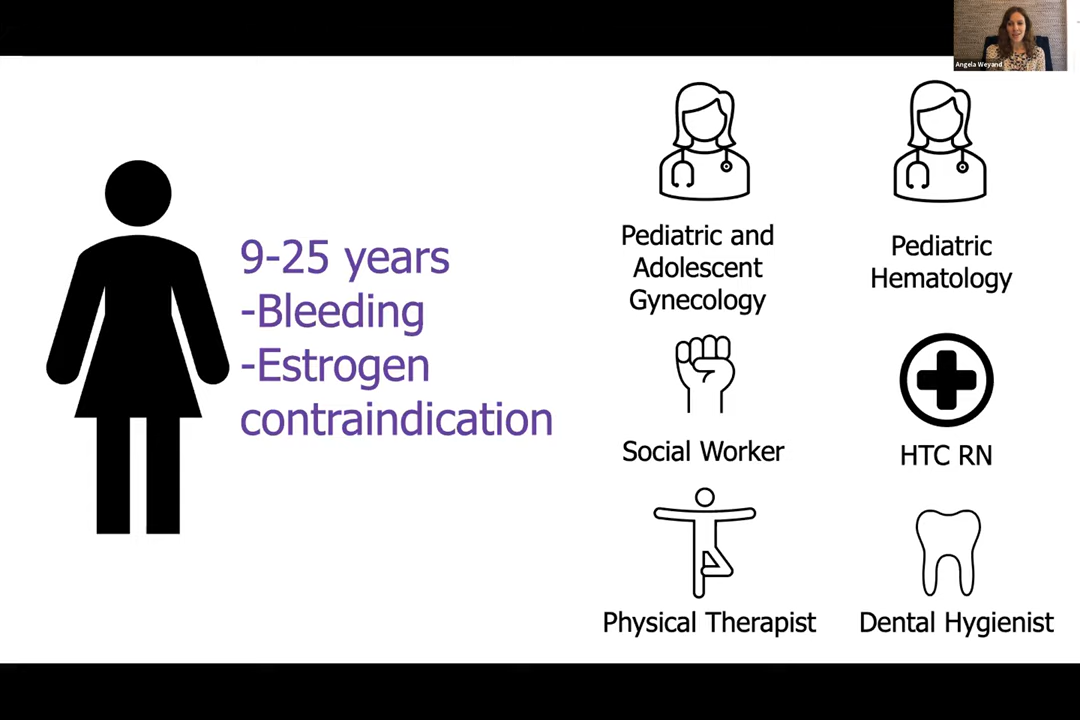 Angela Weyand
9-25 years
-Bleeding
-Estrogen
contraindication
Pediatric and
Adolescent
Gynecology
Pediatric
Hematology
Social Worker
HTC RN
Physical Therapist
Dental Hygienist